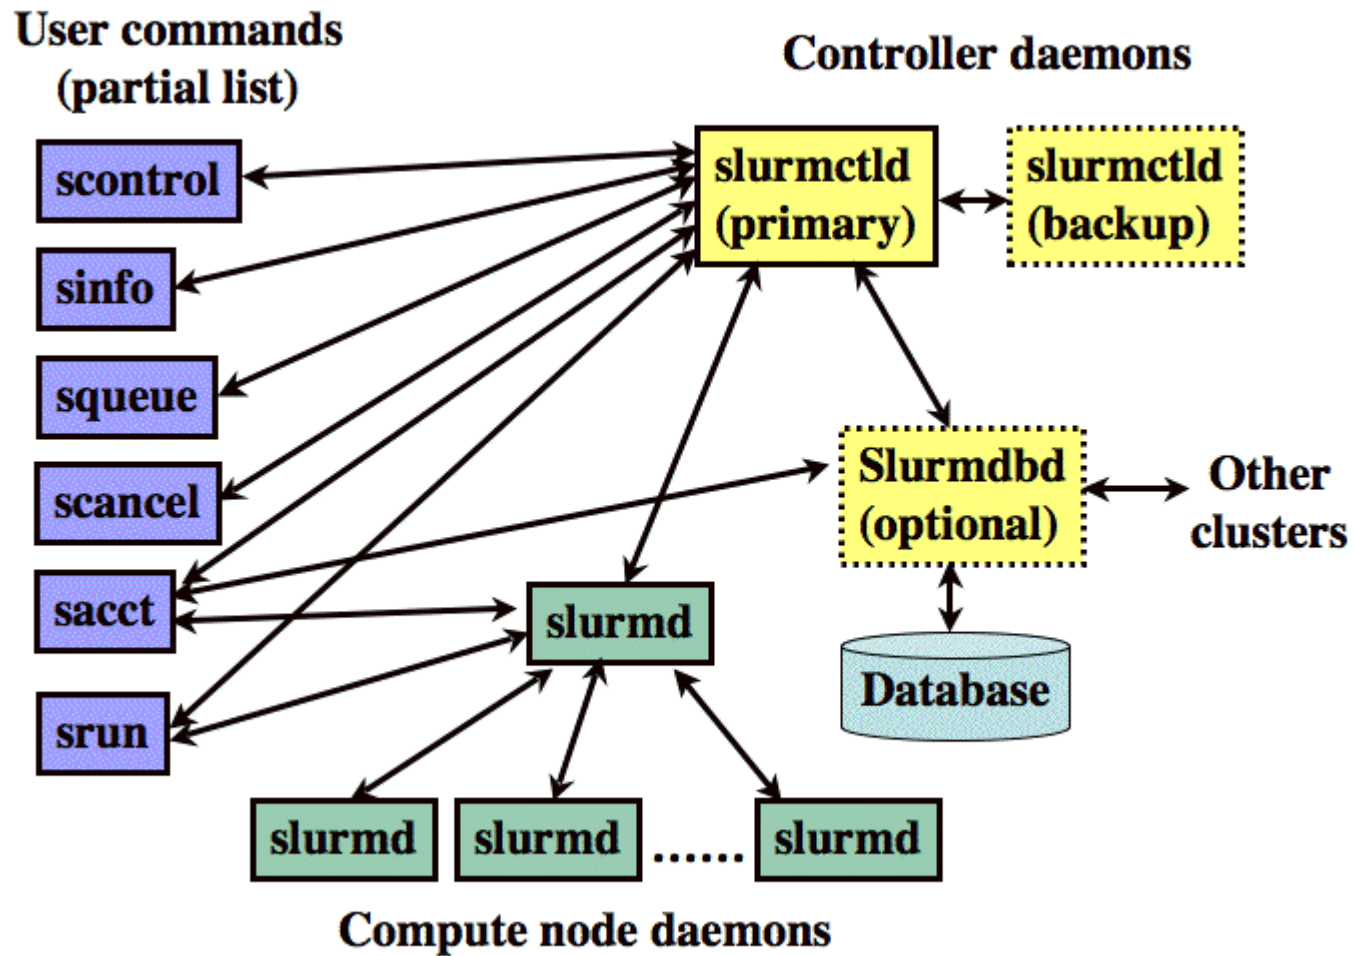 User commands
(partial list)
Controller daemons
scontrol
sinfo
squeue
scancel
sacct
srun
slurmctld
(primary)
slurmctld
(backup)
Slurmdbd
(optional)
Other
clusters
Database
slurmd
slurmd
slurmd
......
slurmd
Compute node daemons